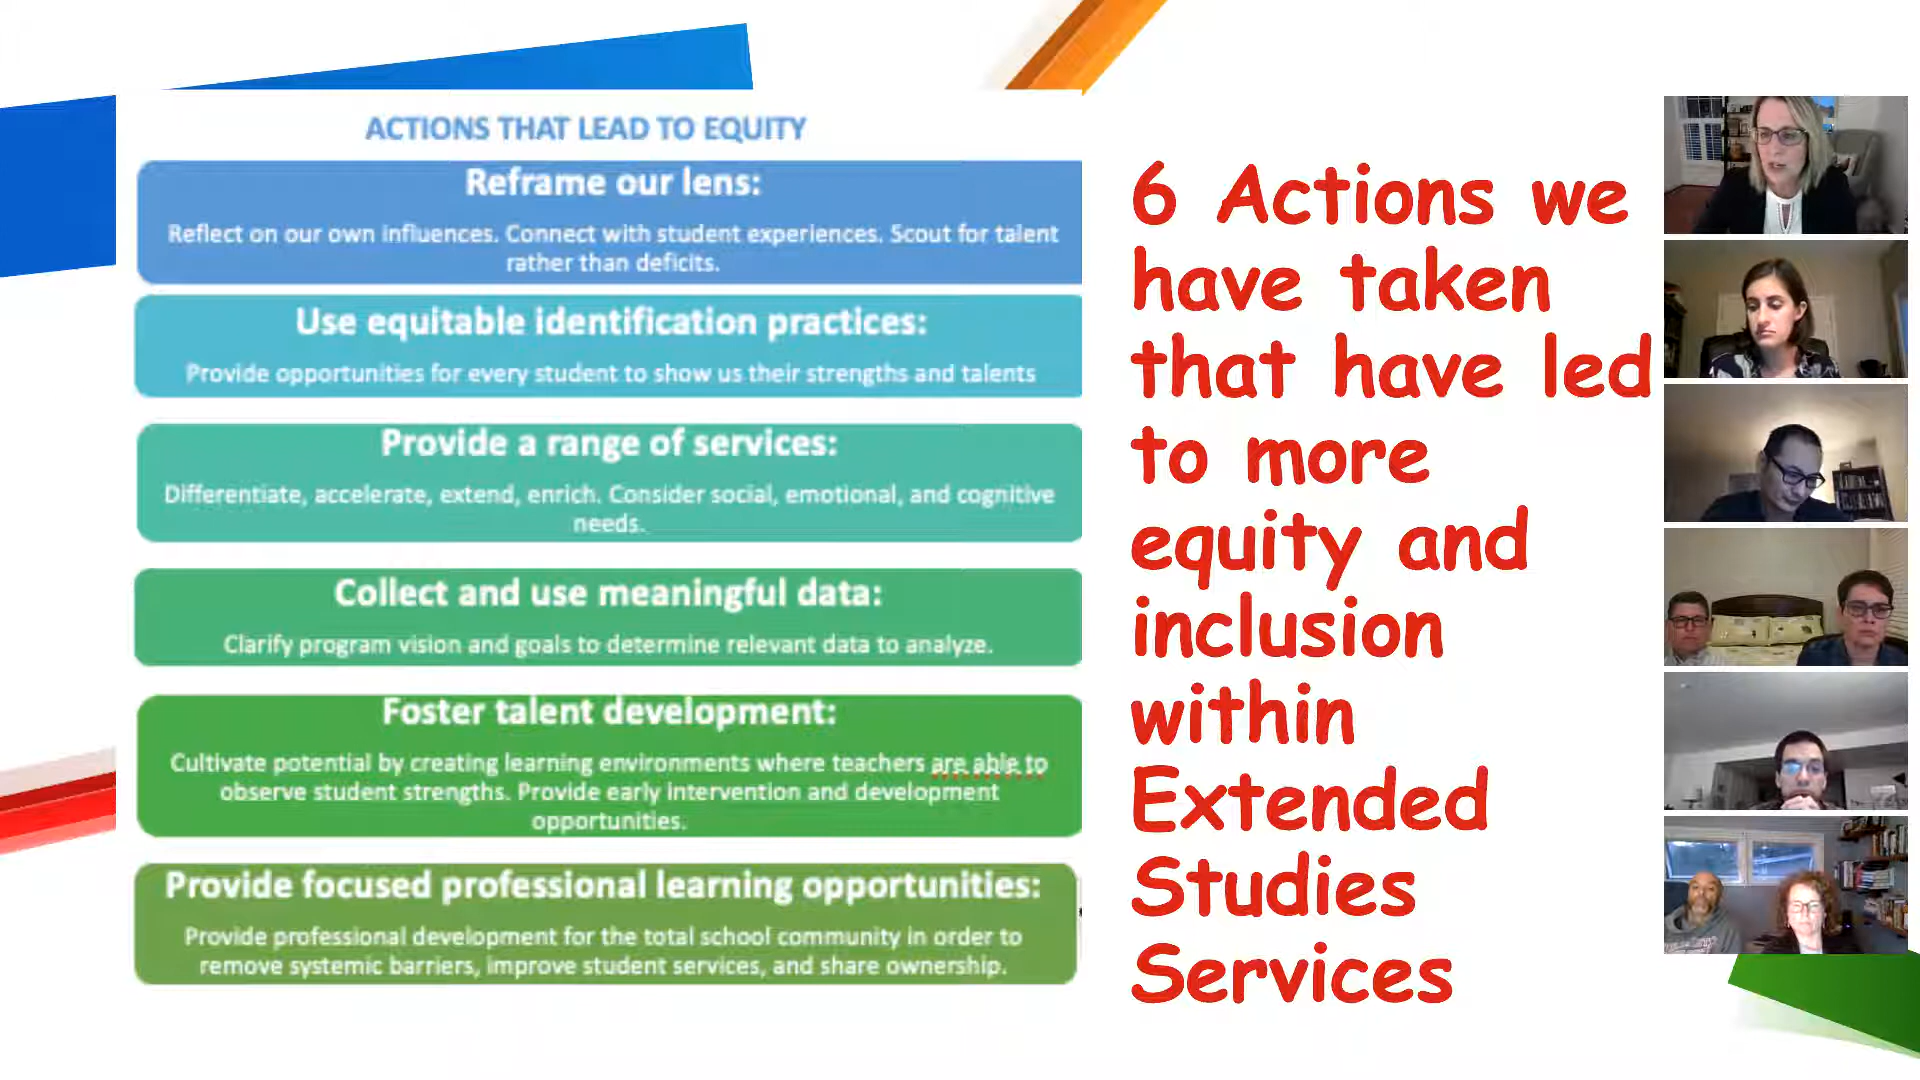 ACTIONS THAT LEAD TO EQUITY
Reframe our lens:
Reflect on our own influences. Connect with student experiences. Scout for talent
rather than deficits.
Use equitable identification practices:
Provide opportunities for every student to show us their strengths and talents
Provide a range of services:
Differentiate, accelerate, extend, enrich. Consider social, emotional, and cognitive
needs.
Collect and use meaningful data:
Clarify program vision and goals to determine relevant data to analyze.
Foster talent development:
Cultivate potential by creating learning environments where teachers are able to
observe student strengths. Provide early intervention and development
opportunities.
Provide focused professional learning opportunities:
Provide professional development for the total school community in order to
remove systemic barriers, improve student services, and share ownership.
6 Actions we
have taken
that have led
to more
equity and
inclusion
within
Extended
Studies
Services